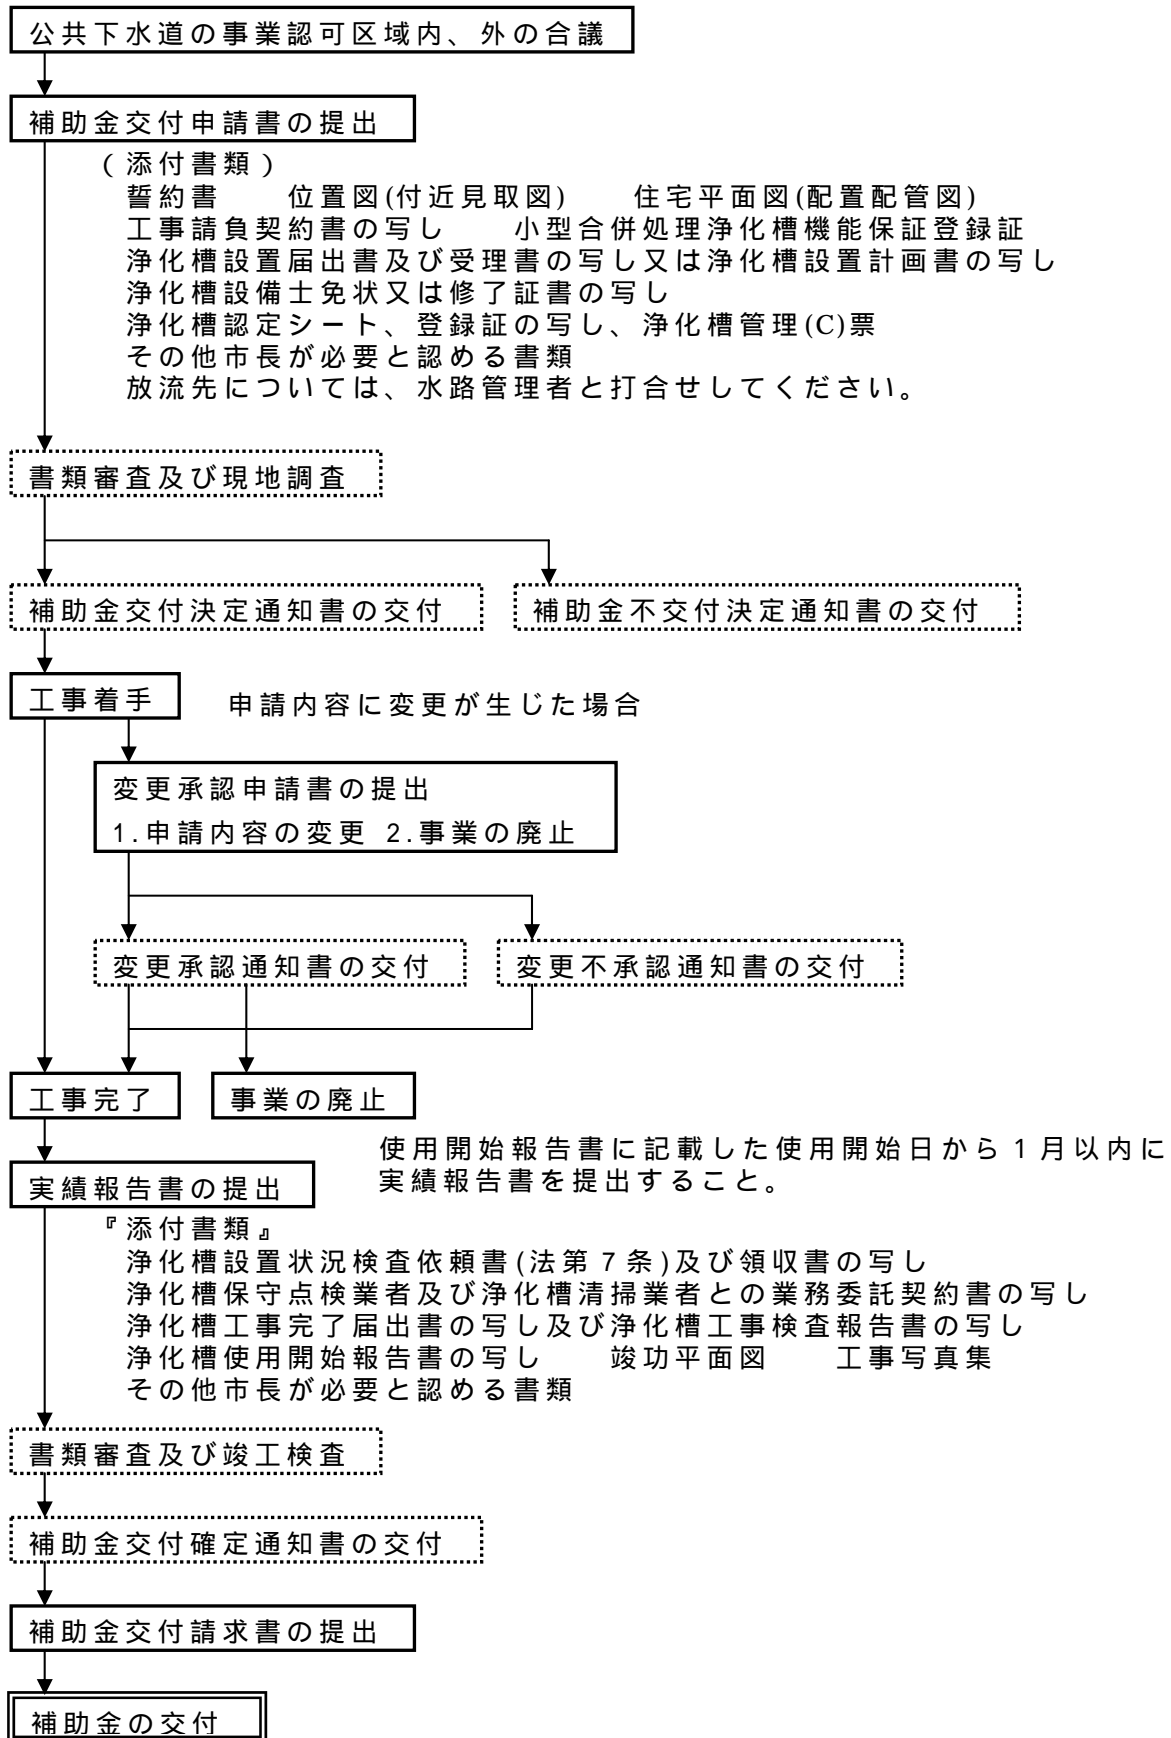 公共下水道の事業認可区域内、外の合議
補助金交付申請書の提出
(添付書類)
誓約書　位置図(付近見取図)　住宅平面図(配置配管図)
工事請負契約書の写し　小型合併処理浄化槽機能保証登録証
浄化槽設置届出書及び受理書の写し又は浄化槽設置計画書の写し
浄化槽設備士免状又は修了証書の写し
浄化槽認定シート、登録証の写し、浄化槽管理(C)票
その他市長が必要と認める書類
放流先については、水路管理者と打合せしてください。
書類審査及び現地調査
補助金交付決定通知書の交付　補助金不交付決定通知書の交付
工事着手　申請内容に変更が生じた場合
変更承認申請書の提出
1.申請内容の変更 2.事業の廃止
変更承認通知書の交付　変更不承認通知書の交付
工事完了　事業の廃止
使用開始報告書に記載した使用開始日から1月以内に
実績報告書を提出すること。
実績報告書の提出
『添付書類』
浄化槽設置状況検査依頼書(法第7条)及び領収書の写し
浄化槽保守点検業者及び浄化槽清掃業者との業務委託契約書の写し
浄化槽工事完了届出書の写し及び浄化槽工事検査報告書の写し
浄化槽使用開始報告書の写し　竣功平面図　工事写真集
その他市長が必要と認める書類
書類審査及び竣工検査
補助金交付確定通知書の交付
補助金交付請求書の提出
補助金の交付